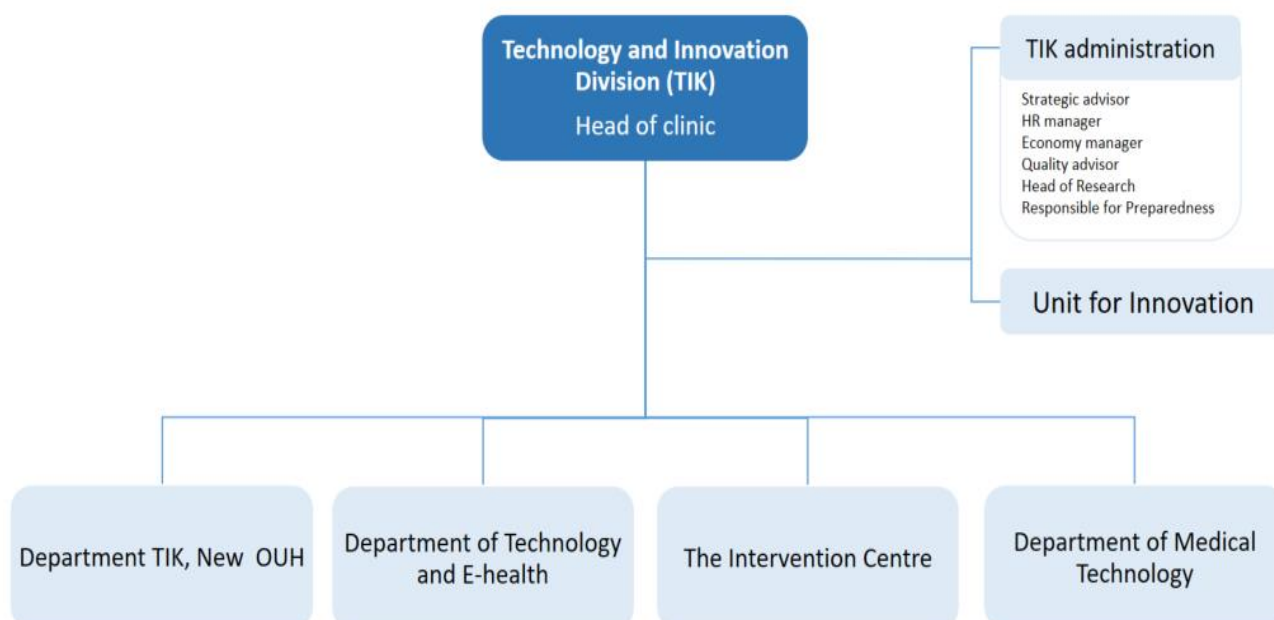 Technology and Innovation
Division (TIK)
Head of clinic
TIK administration
Strategic advisor
HR manager
Economy manager
Quality advisor
Head of Research
Responsible for Preparedness
Unit for Innovation
Department TIK, New OUH
Department of Technology
and E-health
The Intervention Centre
Department of Medical
Technology